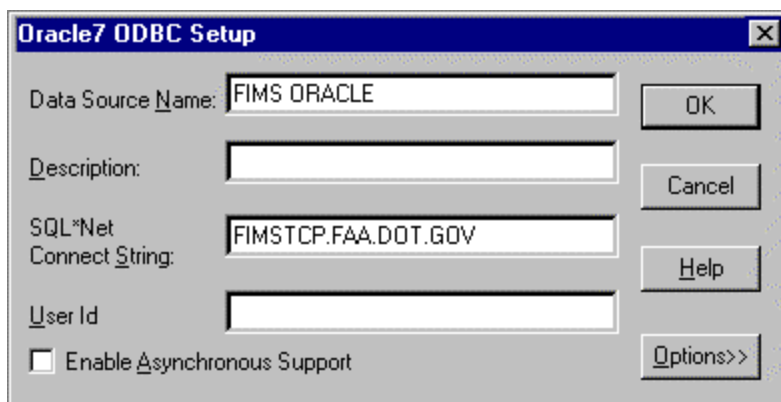 Oracle7 ODBC Setup
Data Source Name: FIMS ORACLE
OK
Description:
Cancel
SQL*Net
Connect String: FIMSTCP.FAA.DOT.GOV
Help
User Id
Enable Asynchronous Support
Options>>